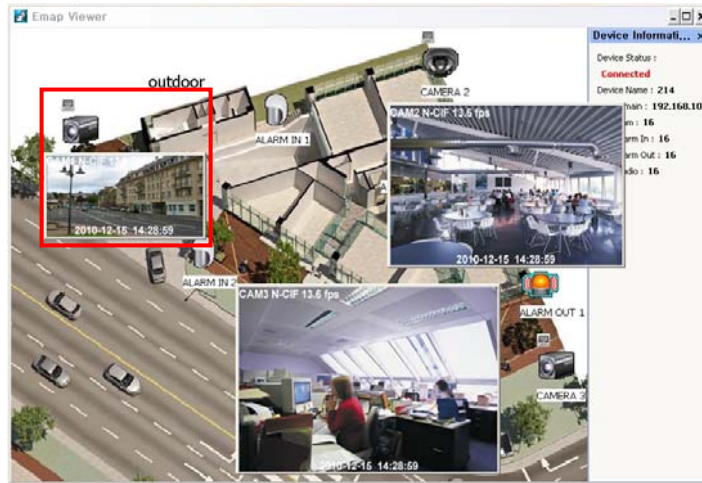 Emap Viewer
Device Informati...
Device Status :
Connected
Device Name : 214
main : 192.168.10
m : 16
rm In : 16
rm Out : 16
dio : 16
outdoor
CAMERA 2
ALARM IN 1
CAM2 N-CIF 13.6 fps
2010-12-15 14:28:59
2010-12-15 14:28:59
ALARM IN 2
CAM3 N-CIF 13.6 fps
ALARM OUT 1
CAMERA 3
2010-12-15 14:28:59